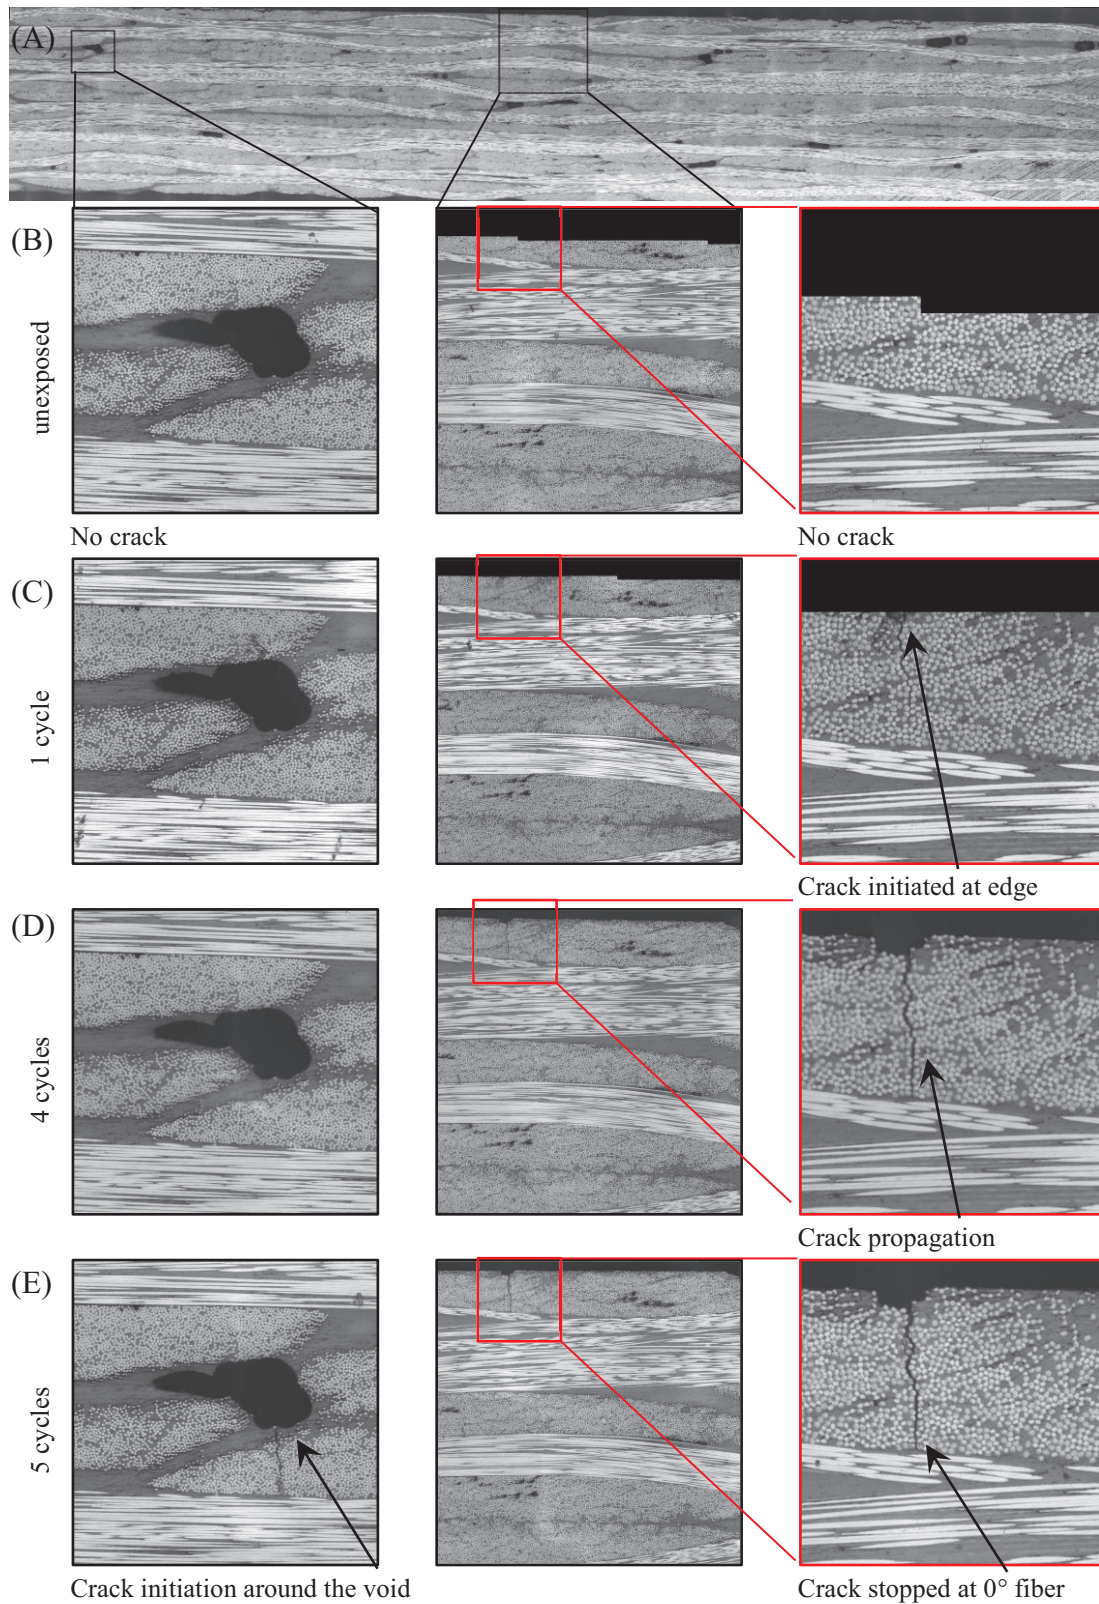 (A)
(B)
unexposed
No crack
No crack
(C)
1 cycle
Crack initiated at edge
(D)
4 cycles
Crack propagation
(E)
5 cycles
Crack initiation around the void
Crack stopped at 0° fiber